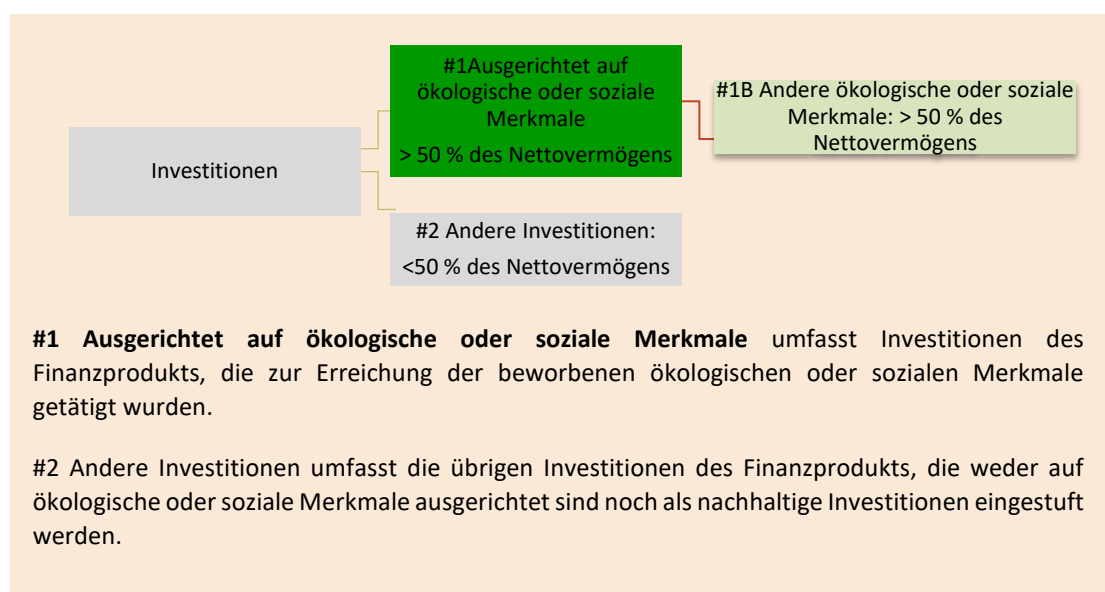 #1Ausgerichtet auf
ökologische oder soziale
Merkmale
> 50 % des Nettovermögens
#1B Andere ökologische oder soziale
Merkmale: > 50 % des
Nettovermögens
Investitionen
#2 Andere Investitionen:
<50 % des Nettovermögens
#1 Ausgerichtet auf ökologische oder soziale Merkmale umfasst Investitionen des
Finanzprodukts, die zur Erreichung der beworbenen ökologischen oder sozialen Merkmale
getätigt wurden.
#2 Andere Investitionen umfasst die übrigen Investitionen des Finanzprodukts, die weder auf
ökologische oder soziale Merkmale ausgerichtet sind noch als nachhaltige Investitionen eingestuft
werden.